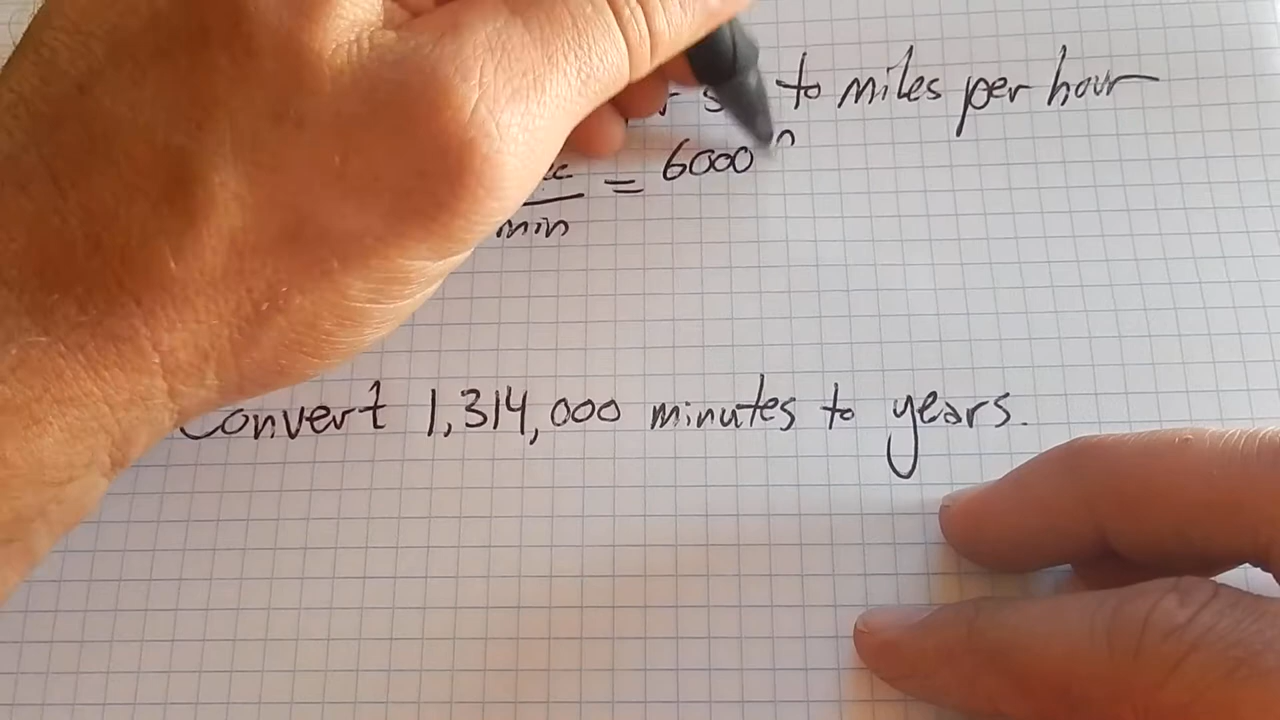 to miles per hour
= 6000
min
Convert 1,314,000 minutes to years.